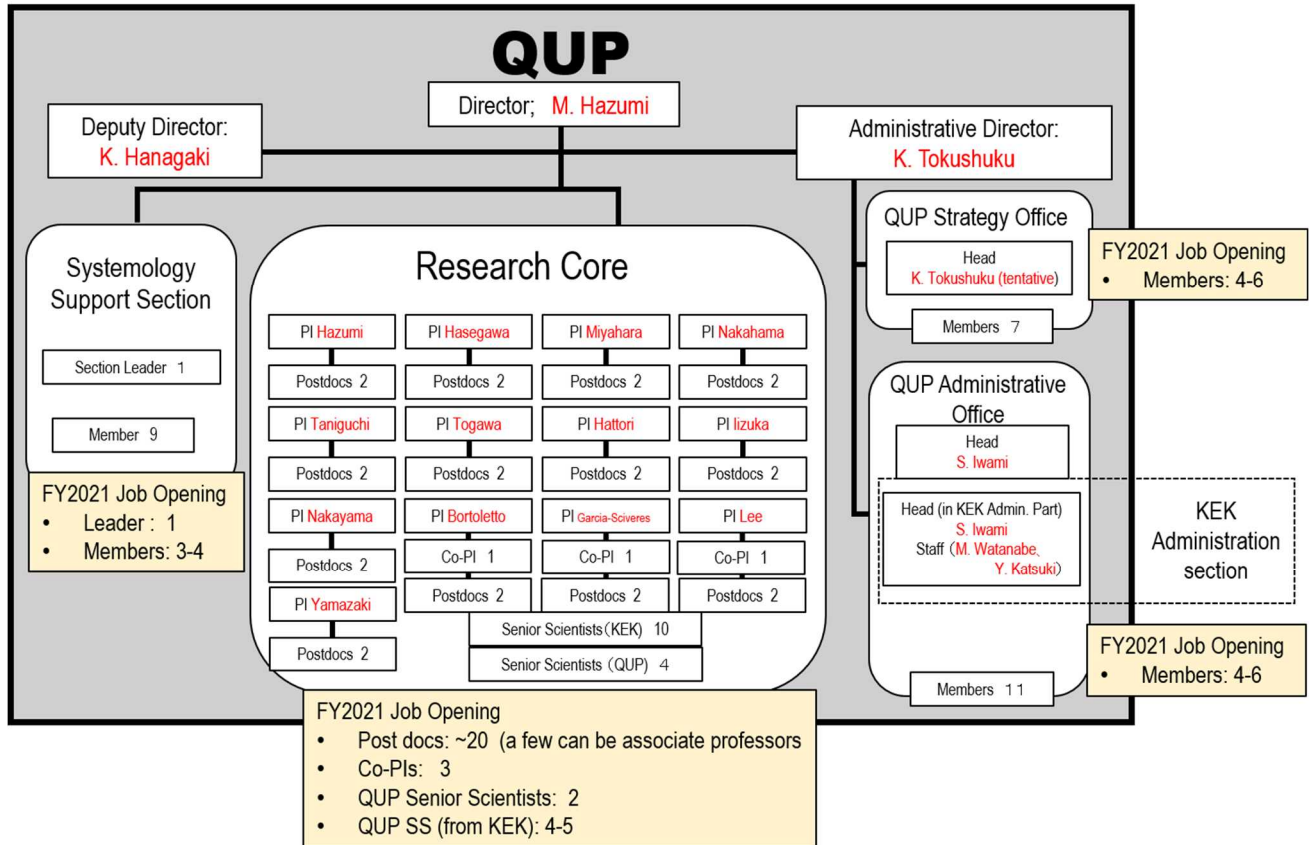 QUP
Director; M. Hazumi
Deputy Director:
K. Hanagaki
Administrative Director:
K. Tokushuku
Systemology
Support Section
Section Leader 1
Member 9
FY2021 Job Opening
• Leader : 1
• Members: 3-4
Research Core
PI Hazumi
PI Hasegawa
PI Miyahara
PI Nakahama
Postdocs 2
Postdocs 2
Postdocs 2
Postdocs 2
PI Taniguchi
PI Togawa
PI Hattori
PI Iizuka
Postdocs 2
Postdocs 2
Postdocs 2
Postdocs 2
PI Nakayama
PI Bortoletto
PI Garcia-Sciveres
PI Lee
Postdocs 2
Co-PI 1
Co-PI 1
Co-PI 1
Postdocs 2
Postdocs 2
Postdocs 2
PI Yamazaki
Postdocs 2
Senior Scientists(KEK) 10
Senior Scientists (QUP) 4
FY2021 Job Opening
• Post docs: ~20 (a few can be associate professors
• Co-PIs: 3
• QUP Senior Scientists: 2
• QUP SS (from KEK): 4-5
QUP Strategy Office
Head
K. Tokushuku (tentative)
Members 7
FY2021 Job Opening
• Members: 4-6
QUP Administrative
Office
Head
S. Iwami
Head (in KEK Admin. Part)
S. Iwami
Staff (M. Watanabe、
Y. Katsuki)
KEK
Administration
section
Members 11
FY2021 Job Opening
• Members: 4-6